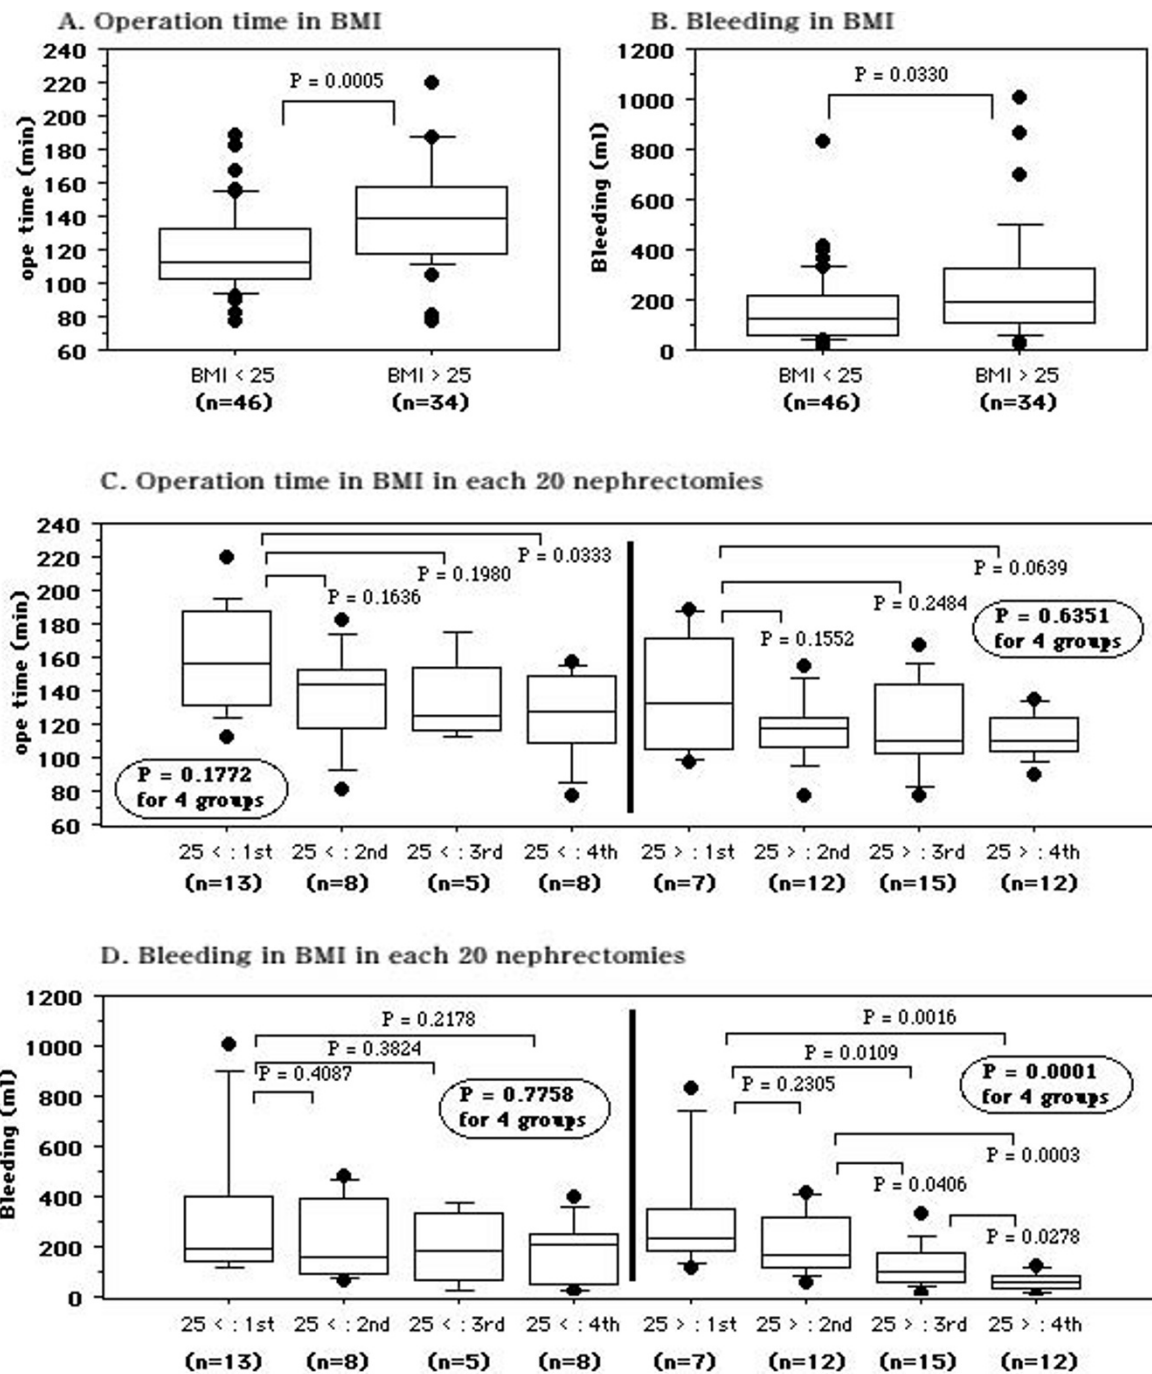 A. Operation time in BMI
240
220
200
180
160
140
120
100
80
60
ope time (min)
P = 0.0005
BMI < 25
BMI > 25
(n=46)
(n=34)
B. Bleeding in BMI
1200
1000
800
600
400
200
0
Bleeding (ml)
P = 0.0330
BMI < 25
BMI > 25
(n=46)
(n=34)
C. Operation time in BMI in each 20 nephrectomies
240
220
200
180
160
140
120
100
80
60
ope time (min)
P = 0.0333
P = 0.1980
P = 0.1636
P = 0.1772
for 4 groups
P = 0.0639
P = 0.2484
P = 0.1552
P = 0.6351
for 4 groups
25 < : 1st
25 < : 2nd
25 < : 3rd
25 < : 4th
25 > : 1st
25 > : 2nd
25 > : 3rd
25 > : 4th
(n=13)
(n=8)
(n=5)
(n=8)
(n=7)
(n=12)
(n=15)
(n=12)
D. Bleeding in BMI in each 20 nephrectomies
1200
1000
800
600
400
200
0
Bleeding (ml)
P = 0.2178
P = 0.3824
P = 0.4087
P = 0.7758
for 4 groups
P = 0.0016
P = 0.0109
P = 0.2305
P = 0.0001
for 4 groups
P = 0.0003
P = 0.0406
P = 0.0278
25 < : 1st
25 < : 2nd
25 < : 3rd
25 < : 4th
25 > : 1st
25 > : 2nd
25 > : 3rd
25 > : 4th
(n=13)
(n=8)
(n=5)
(n=8)
(n=7)
(n=12)
(n=15)
(n=12)